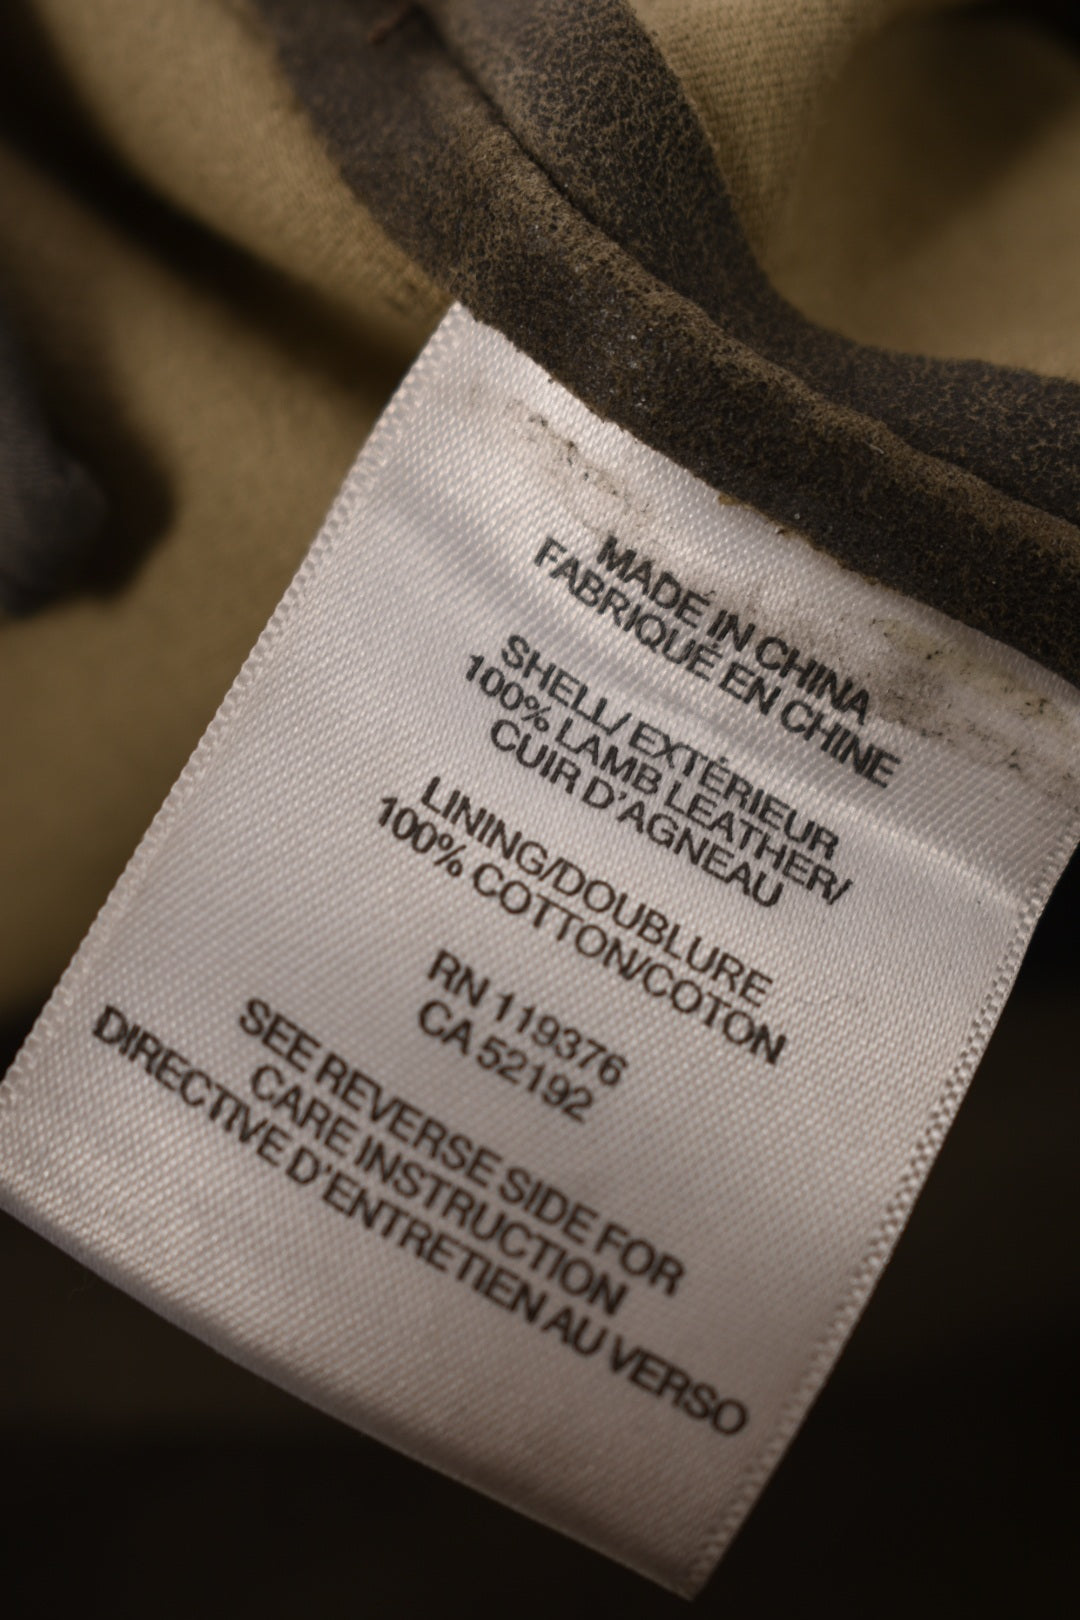 MADE IN CHINA
FABRIQUÉ EN CHINE
SHELL/ EXTÉRIEUR
100% LAMB LEATHER/
CUIR D'AGNEAU
LINING/DOUBLURE
100% COTTON/COTON
RN 119376
CA 52192
SEE REVERSE SIDE FOR
CARE INSTRUCTION
DIRECTIVE D'ENTRETIEN AU VERSO